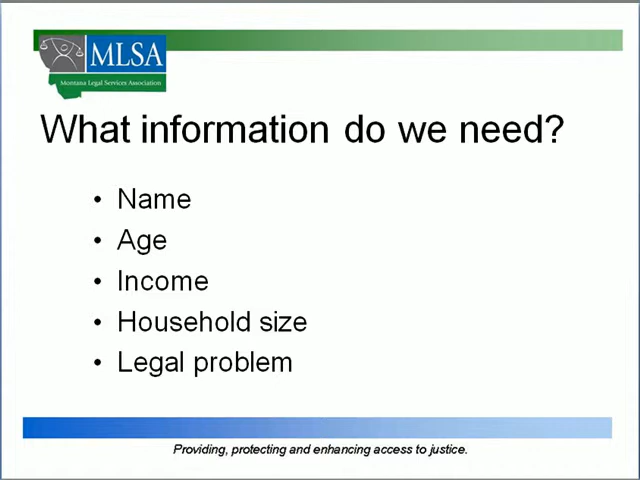 MLSA
Montana Legal Services Association
What information do we need?
• Name
• Age
• Income
• Household size
• Legal problem
Providing, protecting and enhancing access to justice.